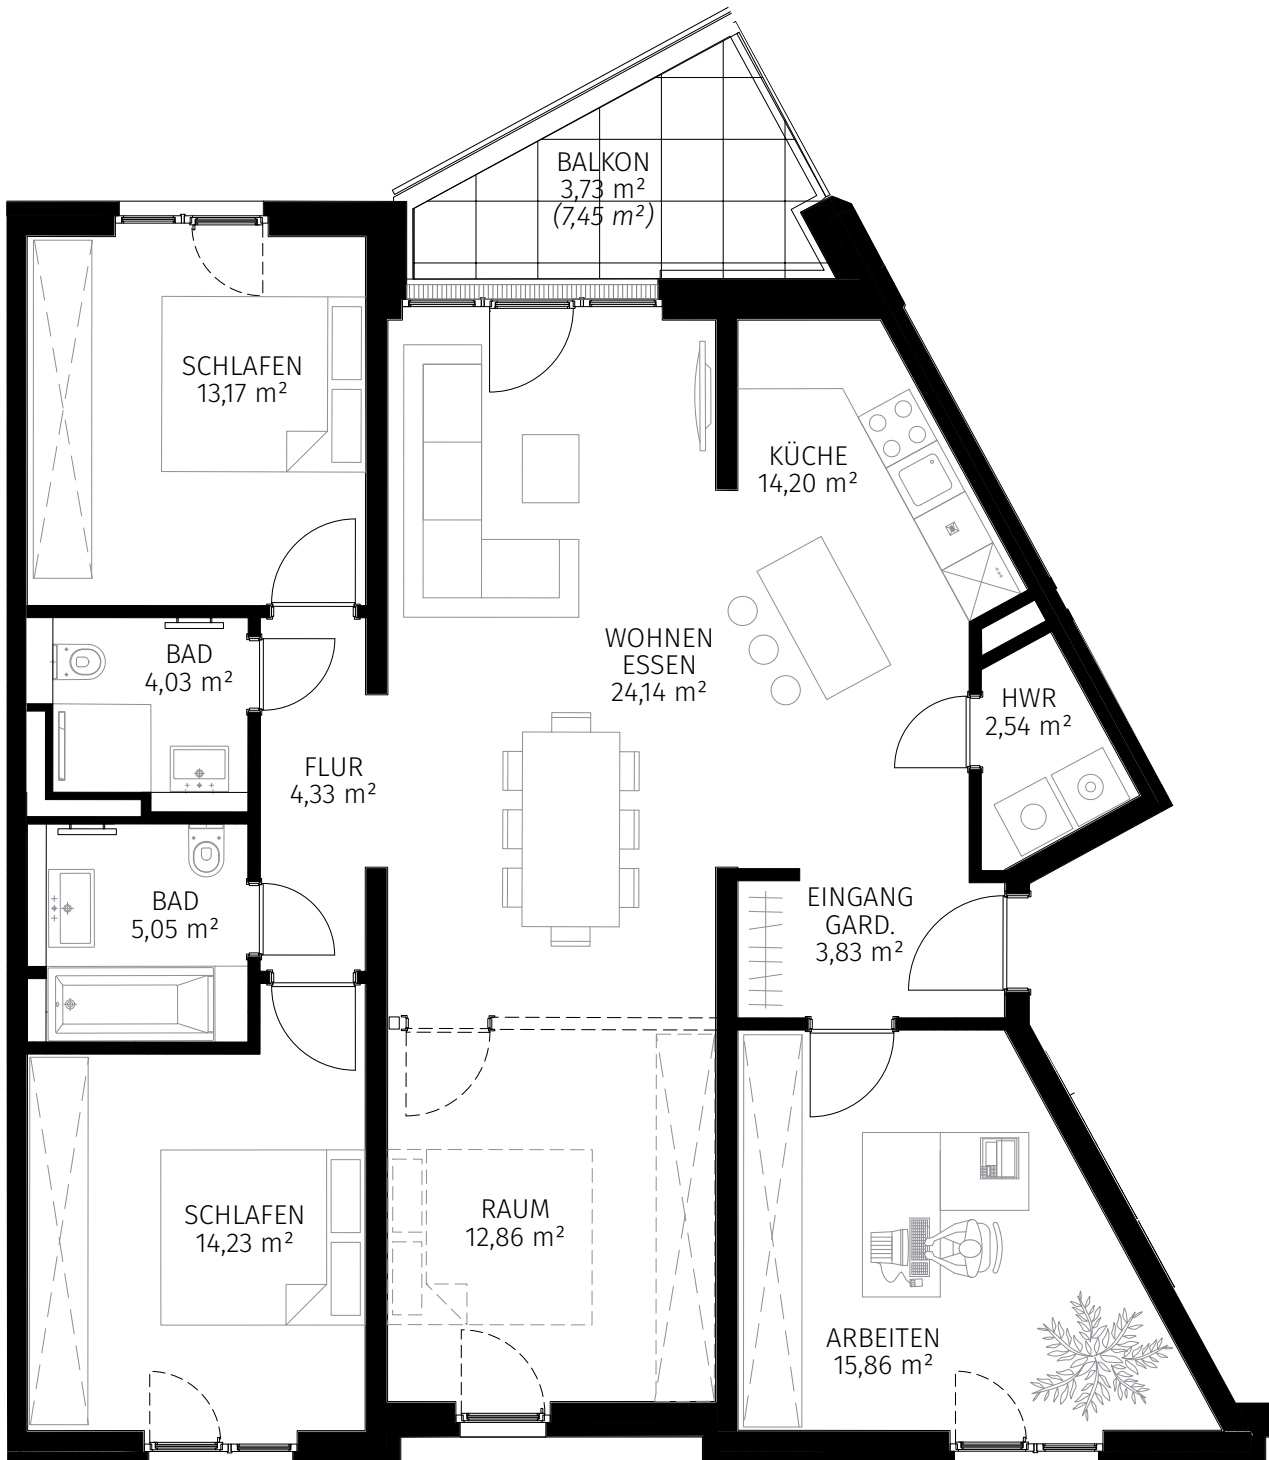 BALKON
3,73 m²
(7,45 m²)
SCHLAFEN
13,17 m²
KÜCHE
14,20 m²
WOHNEN
ESSEN
24,14 m²
BAD
4,03 m²
HWR
2,54 m²
FLUR
4,33 m²
BAD
5,05 m²
EINGANG
GARD.
3,83 m²
SCHLAFEN
14,23 m²
RAUM
12,86 m²
ARBEITEN
15,86 m²